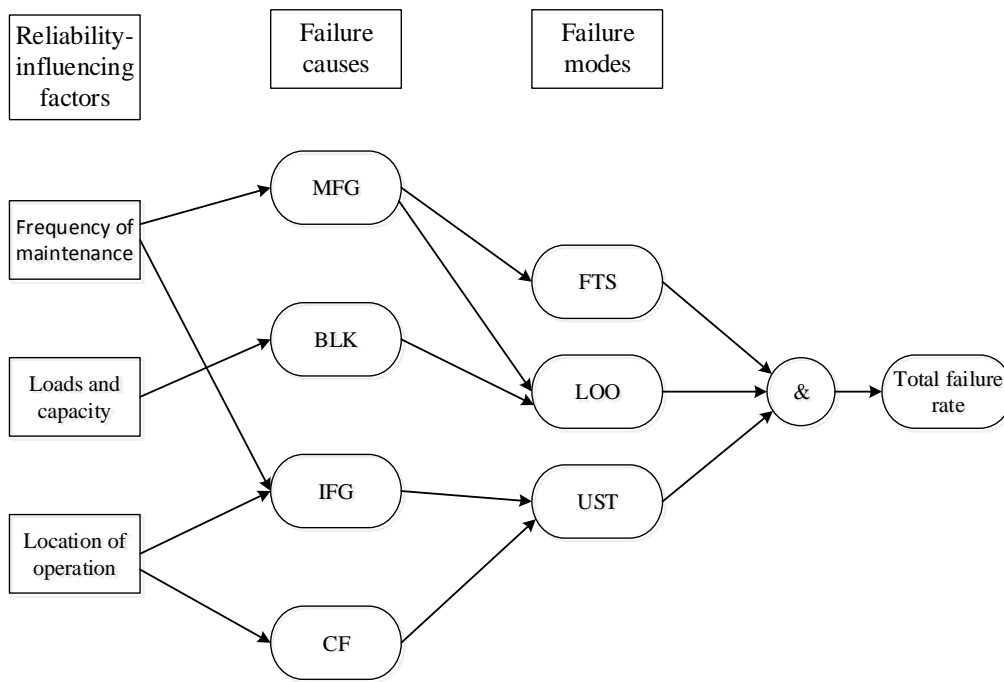 Reliability-
influencing
factors
Failure
causes
Failure
modes
Frequency of
maintenance
Loads and
capacity
Location of
operation
MFG
BLK
IFG
CF
FTS
LOO
UST
&
Total failure
rate